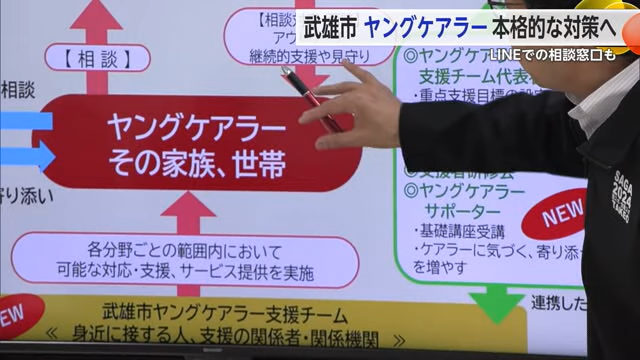 武雄市 ヤングケアラー 本格的な対策へ
LINEでの相談窓口も
【相談
継続的支援や見守り
【相談】
◎ヤングケア
支援チーム代表
・重点支援目標の設定
相談
ヤングケアラー
その家族、世帯
寄り添い
◎支援者研修会
◎ヤングケアラー
サポーター
・基礎講座受講
・ケアラーに気づく、寄り添
を増やす
NEW
SAGA
2024
各分野ごとの範囲内において
可能な対応・支援、サービス提供を実施
連携した
NEW
武雄市ヤングケアラー支援チーム
≪ 身近に接する人、支援の関係者・関係機関 ≫